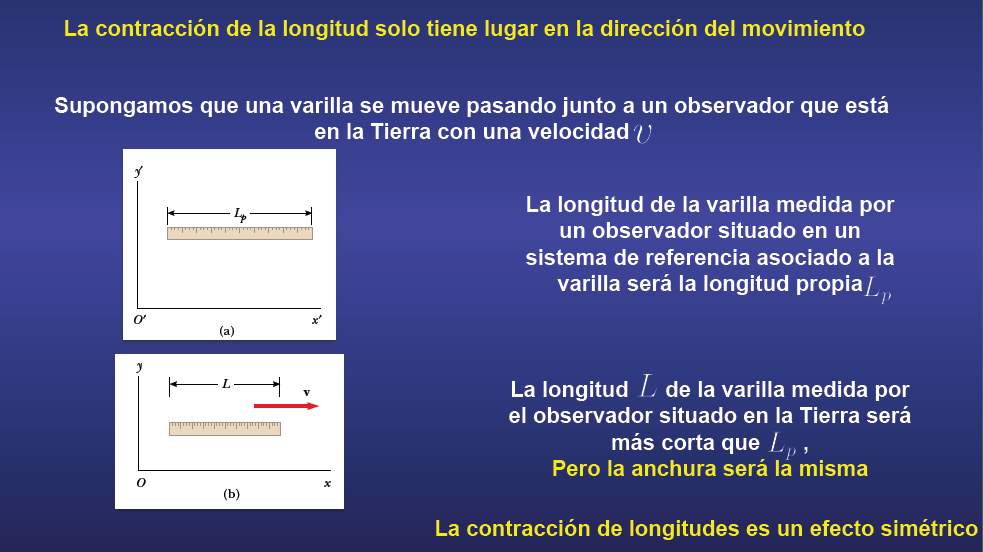 La contracción de la longitud solo tiene lugar en la dirección del movimiento
Supongamos que una varilla se mueve pasando junto a un observador que está
en la Tierra con una velocidad v
y′
L_p
O′
x′
(a)
La longitud de la varilla medida por
un observador situado en un
sistema de referencia asociado a la
varilla será la longitud propia L_p
y
L
v
O
x
(b)
La longitud L de la varilla medida por
el observador situado en la Tierra será
más corta que L_p ,
Pero la anchura será la misma
La contracción de longitudes es un efecto simétrico